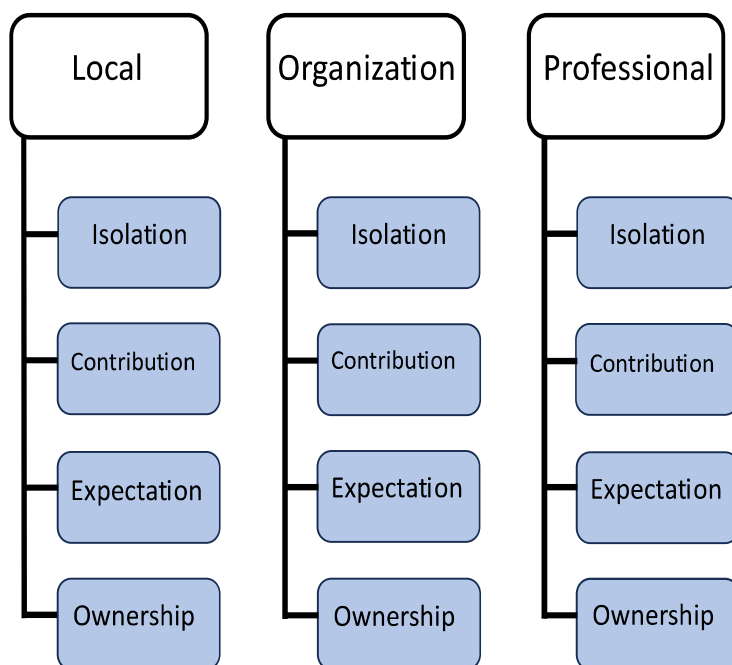 Local
Organization
Professional
Isolation
Isolation
Isolation
Contribution
Contribution
Contribution
Expectation
Expectation
Expectation
Ownership
Ownership
Ownership